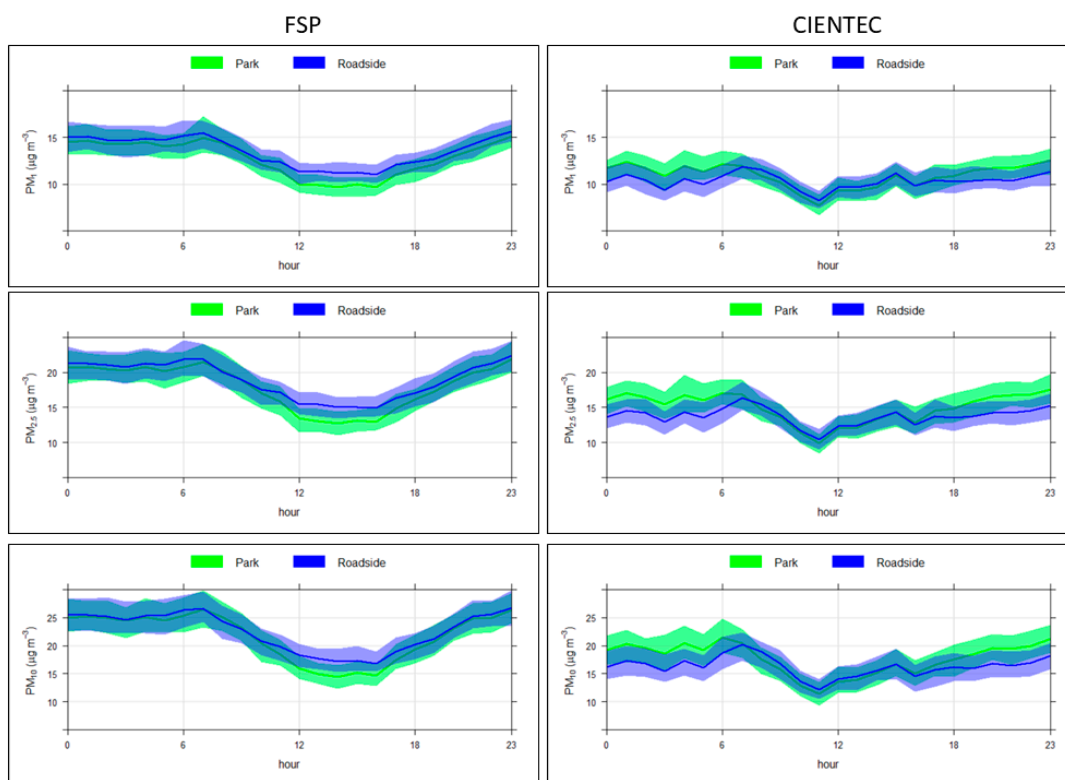 FSP
CIENTEC
Park Roadside
PM₁ (µg m⁻³)
15
10
0 6 12 18 23
hour
Park Roadside
PM₁ (µg m⁻³)
15
10
0 6 12 18 23
hour
Park Roadside
PM₂.₅ (µg m⁻³)
20
15
10
0 6 12 18 23
hour
Park Roadside
PM₂.₅ (µg m⁻³)
20
15
10
0 6 12 18 23
hour
Park Roadside
PM₁₀ (µg m⁻³)
25
20
15
10
0 6 12 18 23
hour
Park Roadside
PM₁₀ (µg m⁻³)
25
20
15
10
0 6 12 18 23
hour